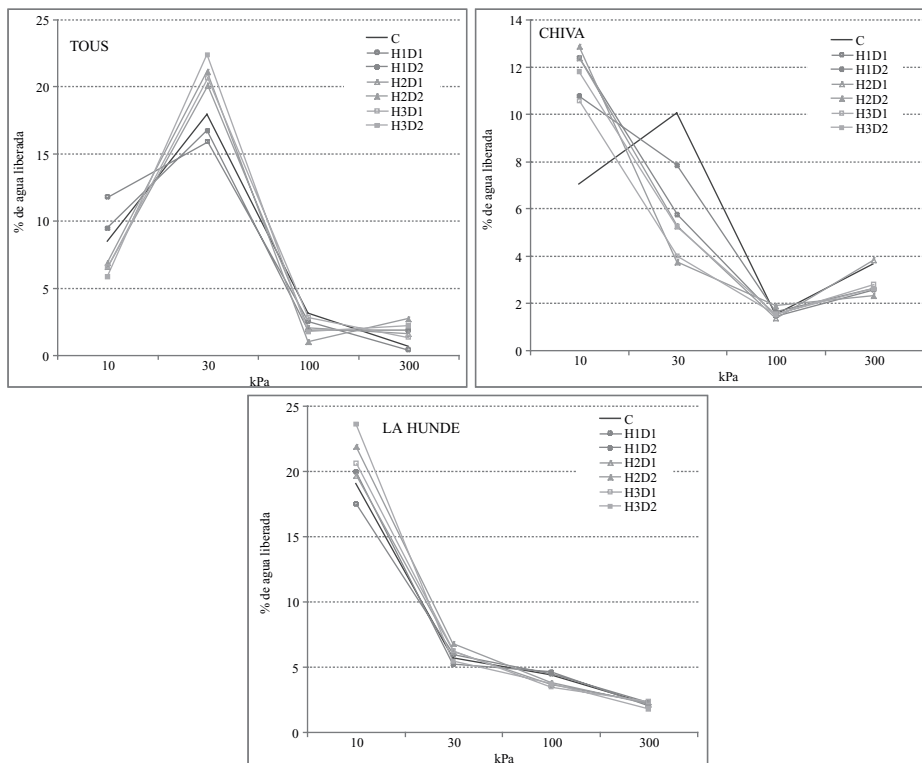 TOUS
% de agua liberada
25
20
15
10
5
0
10 30 100 300
kPa
C
H1D1
H1D2
H2D1
H2D2
H3D1
H3D2
CHIVA
% de agua liberada
14
12
10
8
6
4
2
0
10 30 100 300
kPa
C
H1D1
H1D2
H2D1
H2D2
H3D1
H3D2
LA HUNDE
% de agua liberada
25
20
15
10
5
0
10 30 100 300
kPa
C
H1D1
H1D2
H2D1
H2D2
H3D1
H3D2